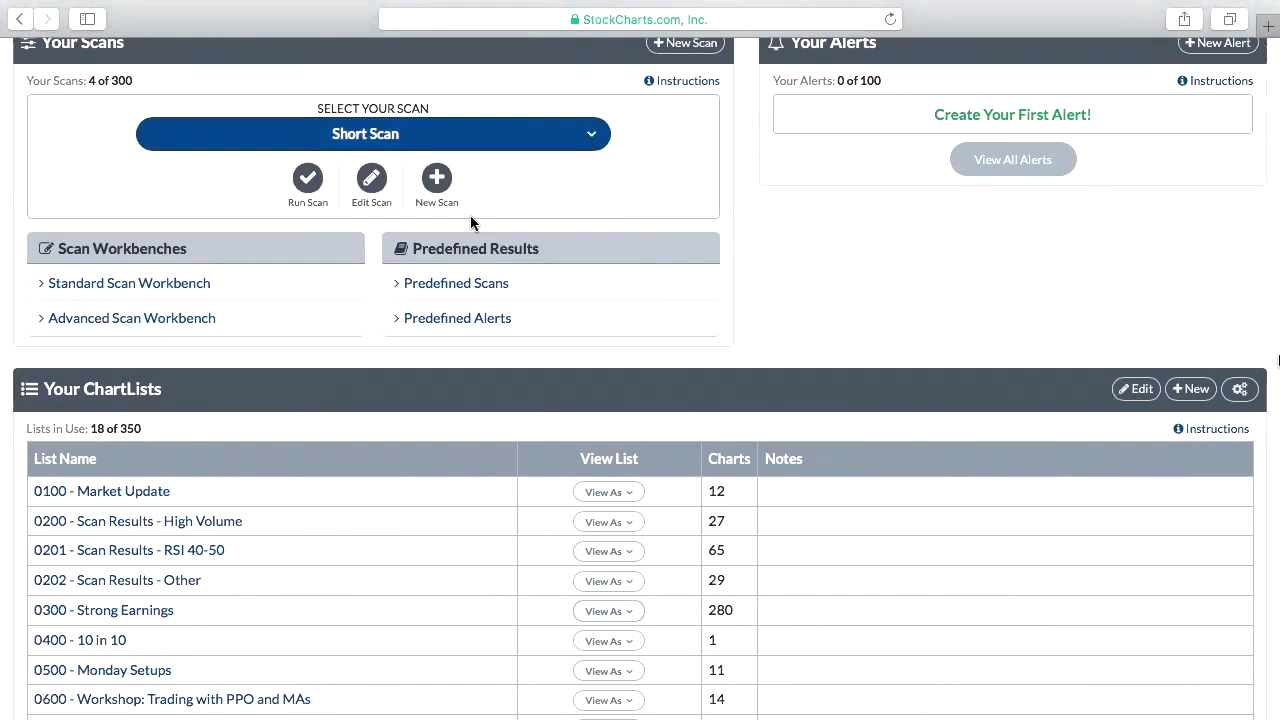 StockCharts.com, Inc.
Your Scans
New Scan
Your Alerts
New Alert
Your Scans: 4 of 300
Instructions
Your Alerts: 0 of 100
Instructions
SELECT YOUR SCAN
Short Scan
Run Scan
Edit Scan
New Scan
Create Your First Alert!
View All Alerts
Scan Workbenches
Predefined Results
Standard Scan Workbench
Predefined Scans
Advanced Scan Workbench
Predefined Alerts
Your ChartLists
Edit
New
Lists in Use: 18 of 350
Instructions
List Name View List Charts Notes
0100 - Market Update View As 12
0200 - Scan Results - High Volume View As 27
0201 - Scan Results - RSI 40-50 View As 65
0202 - Scan Results - Other View As 29
0300 - Strong Earnings View As 280
0400 - 10 in 10 View As 1
0500 - Monday Setups View As 11
0600 - Workshop: Trading with PPO and MAs View As 14